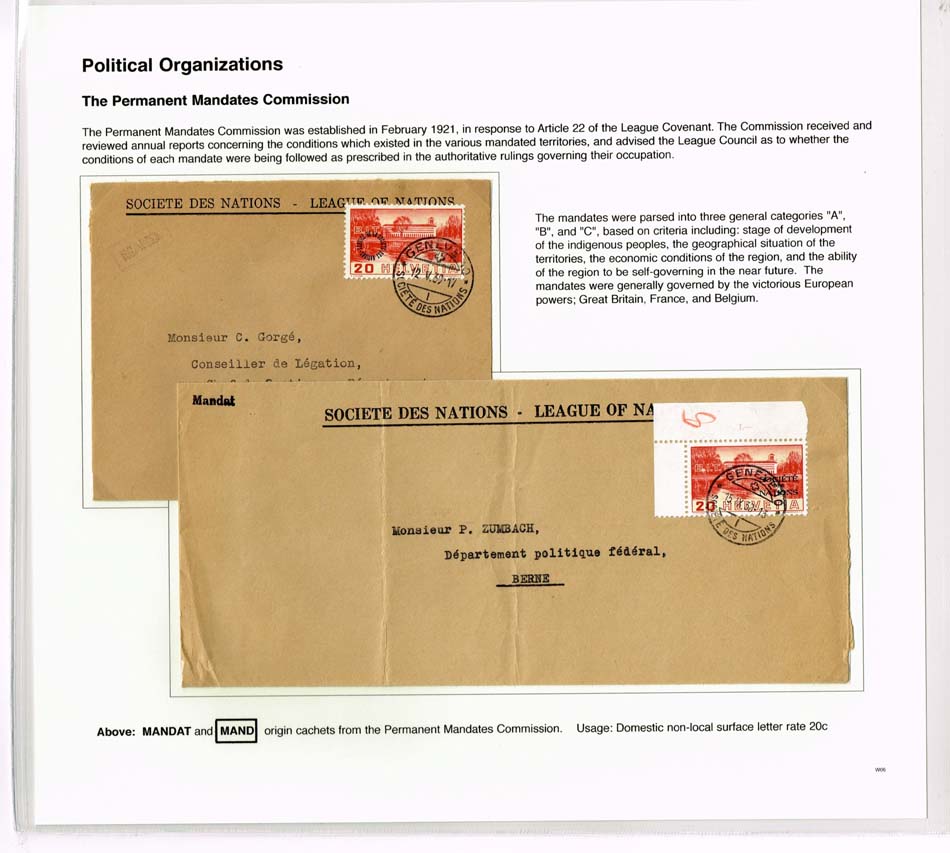 Political Organizations
The Permanent Mandates Commission
The Permanent Mandates Commission was established in February 1921, in response to Article 22 of the League Covenant. The Commission received and
reviewed annual reports concerning the conditions which existed in the various mandated territories, and advised the League Council as to whether the
conditions of each mandate were being followed as prescribed in the authoritative rulings governing their occupation.
SOCIETE DES NATIONS - LEAGUE OF NATIONS
20 HELVETIA
GENEVE 10
12.V.39-17
SOCIÉTÉ DES NATIONS
Monsieur C. Gorgé,
Conseiller de Légation,
The mandates were parsed into three general categories "A",
"B", and "C", based on criteria including: stage of development
of the indigenous peoples, the geographical situation of the
territories, the economic conditions of the region, and the ability
of the region to be self-governing in the near future. The
mandates were generally governed by the victorious European
powers; Great Britain, France, and Belgium.
Mandat
SOCIETE DES NATIONS - LEAGUE OF NA
20 HELVETIA
GENEVE 10
SOCIÉTÉ DES NATIONS
Monsieur P. ZUMBACH,
Département politique fédéral,
BERNE
Above: MANDAT and MAND origin cachets from the Permanent Mandates Commission. Usage: Domestic non-local surface letter rate 20c
W06